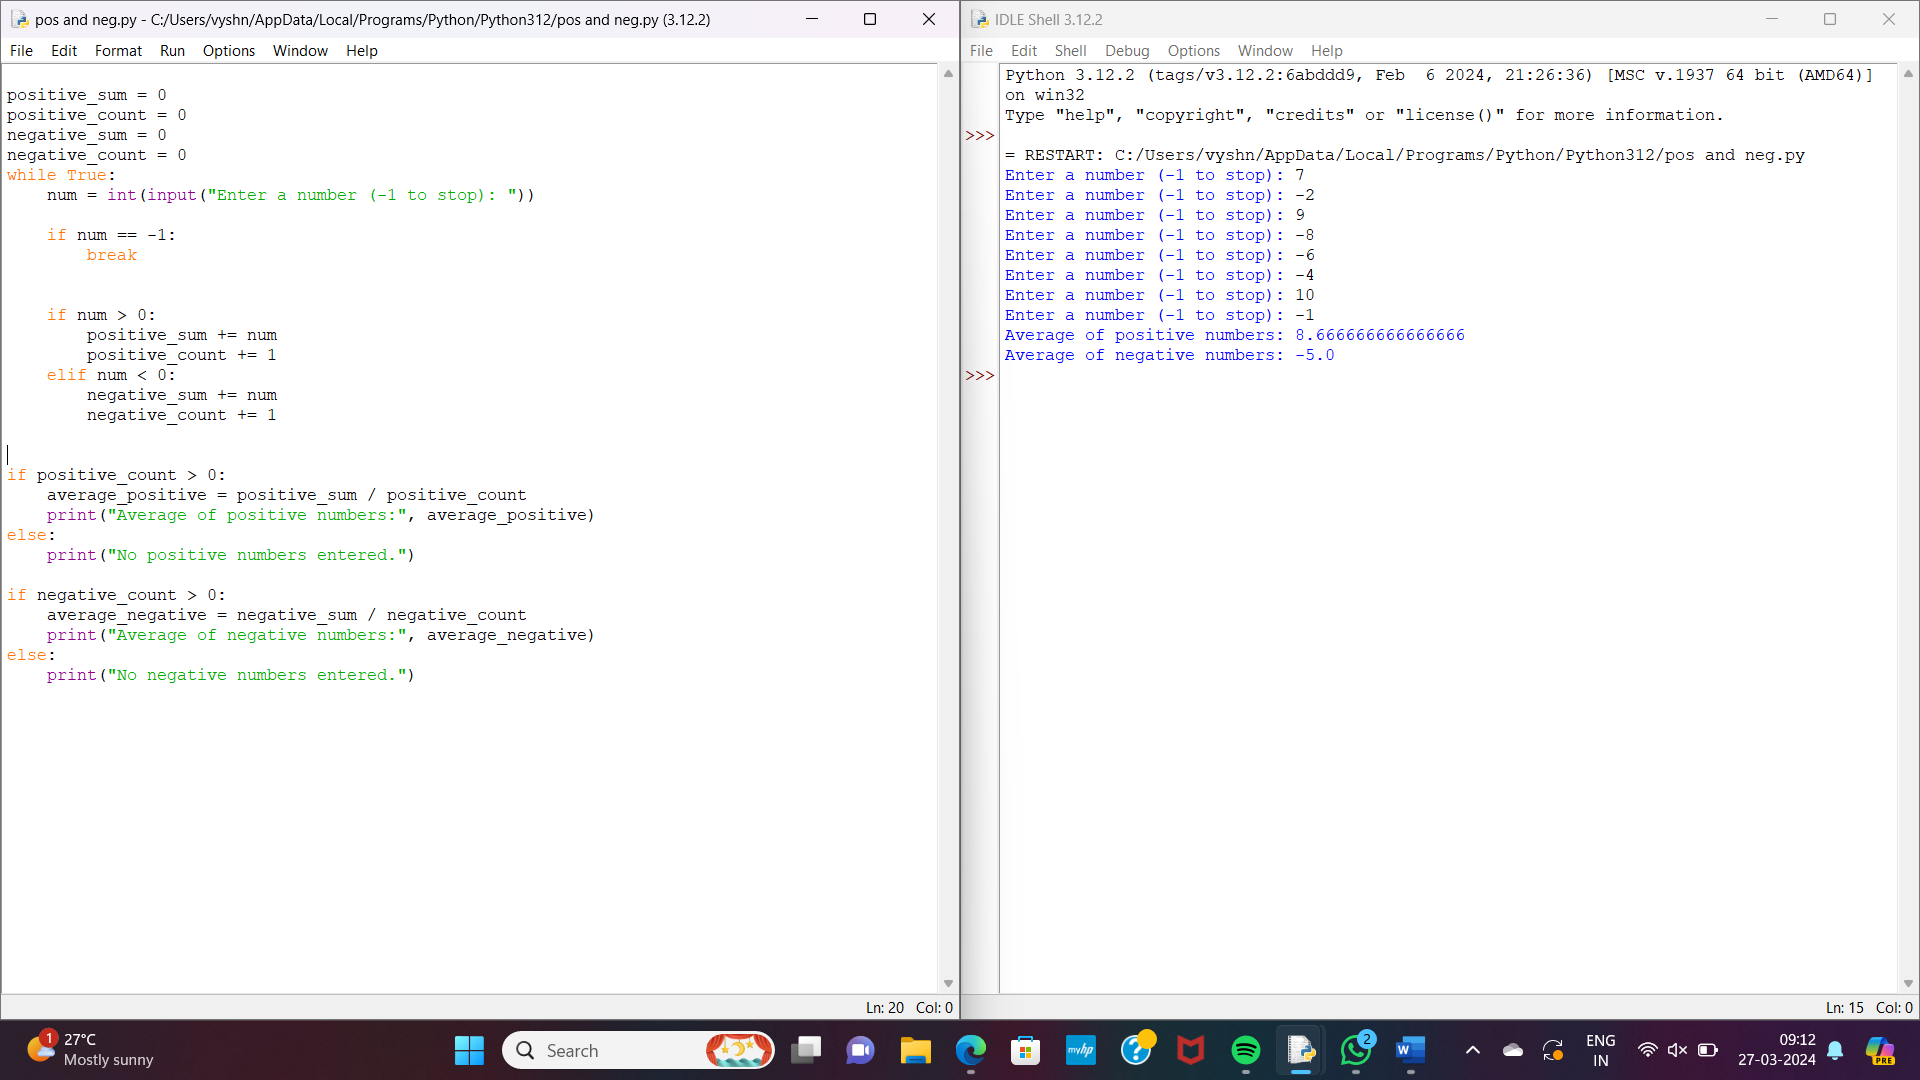 pos and neg.py - C:/Users/vyshn/AppData/Local/Programs/Python/Python312/pos and neg.py (3.12.2)
File Edit Format Run Options Window Help
positive_sum = 0
positive_count = 0
negative_sum = 0
negative_count = 0
while True:
    num = int(input("Enter a number (-1 to stop): "))
    if num == -1:
        break
    if num > 0:
        positive_sum += num
        positive_count += 1
    elif num < 0:
        negative_sum += num
        negative_count += 1
if positive_count > 0:
    average_positive = positive_sum / positive_count
    print("Average of positive numbers:", average_positive)
else:
    print("No positive numbers entered.")
if negative_count > 0:
    average_negative = negative_sum / negative_count
    print("Average of negative numbers:", average_negative)
else:
    print("No negative numbers entered.")
Ln: 20 Col: 0
IDLE Shell 3.12.2
File Edit Shell Debug Options Window Help
Python 3.12.2 (tags/v3.12.2:6abddd9, Feb  6 2024, 21:26:36) [MSC v.1937 64 bit (AMD64)]
on win32
Type "help", "copyright", "credits" or "license()" for more information.
>>>
= RESTART: C:/Users/vyshn/AppData/Local/Programs/Python/Python312/pos and neg.py
Enter a number (-1 to stop): 7
Enter a number (-1 to stop): -2
Enter a number (-1 to stop): 9
Enter a number (-1 to stop): -8
Enter a number (-1 to stop): -6
Enter a number (-1 to stop): -4
Enter a number (-1 to stop): 10
Enter a number (-1 to stop): -1
Average of positive numbers: 8.666666666666666
Average of negative numbers: -5.0
>>>
Ln: 15 Col: 0
1
27°C
Mostly sunny
Search
myhp
2
W
ENG
IN
09:12
27-03-2024
PRE